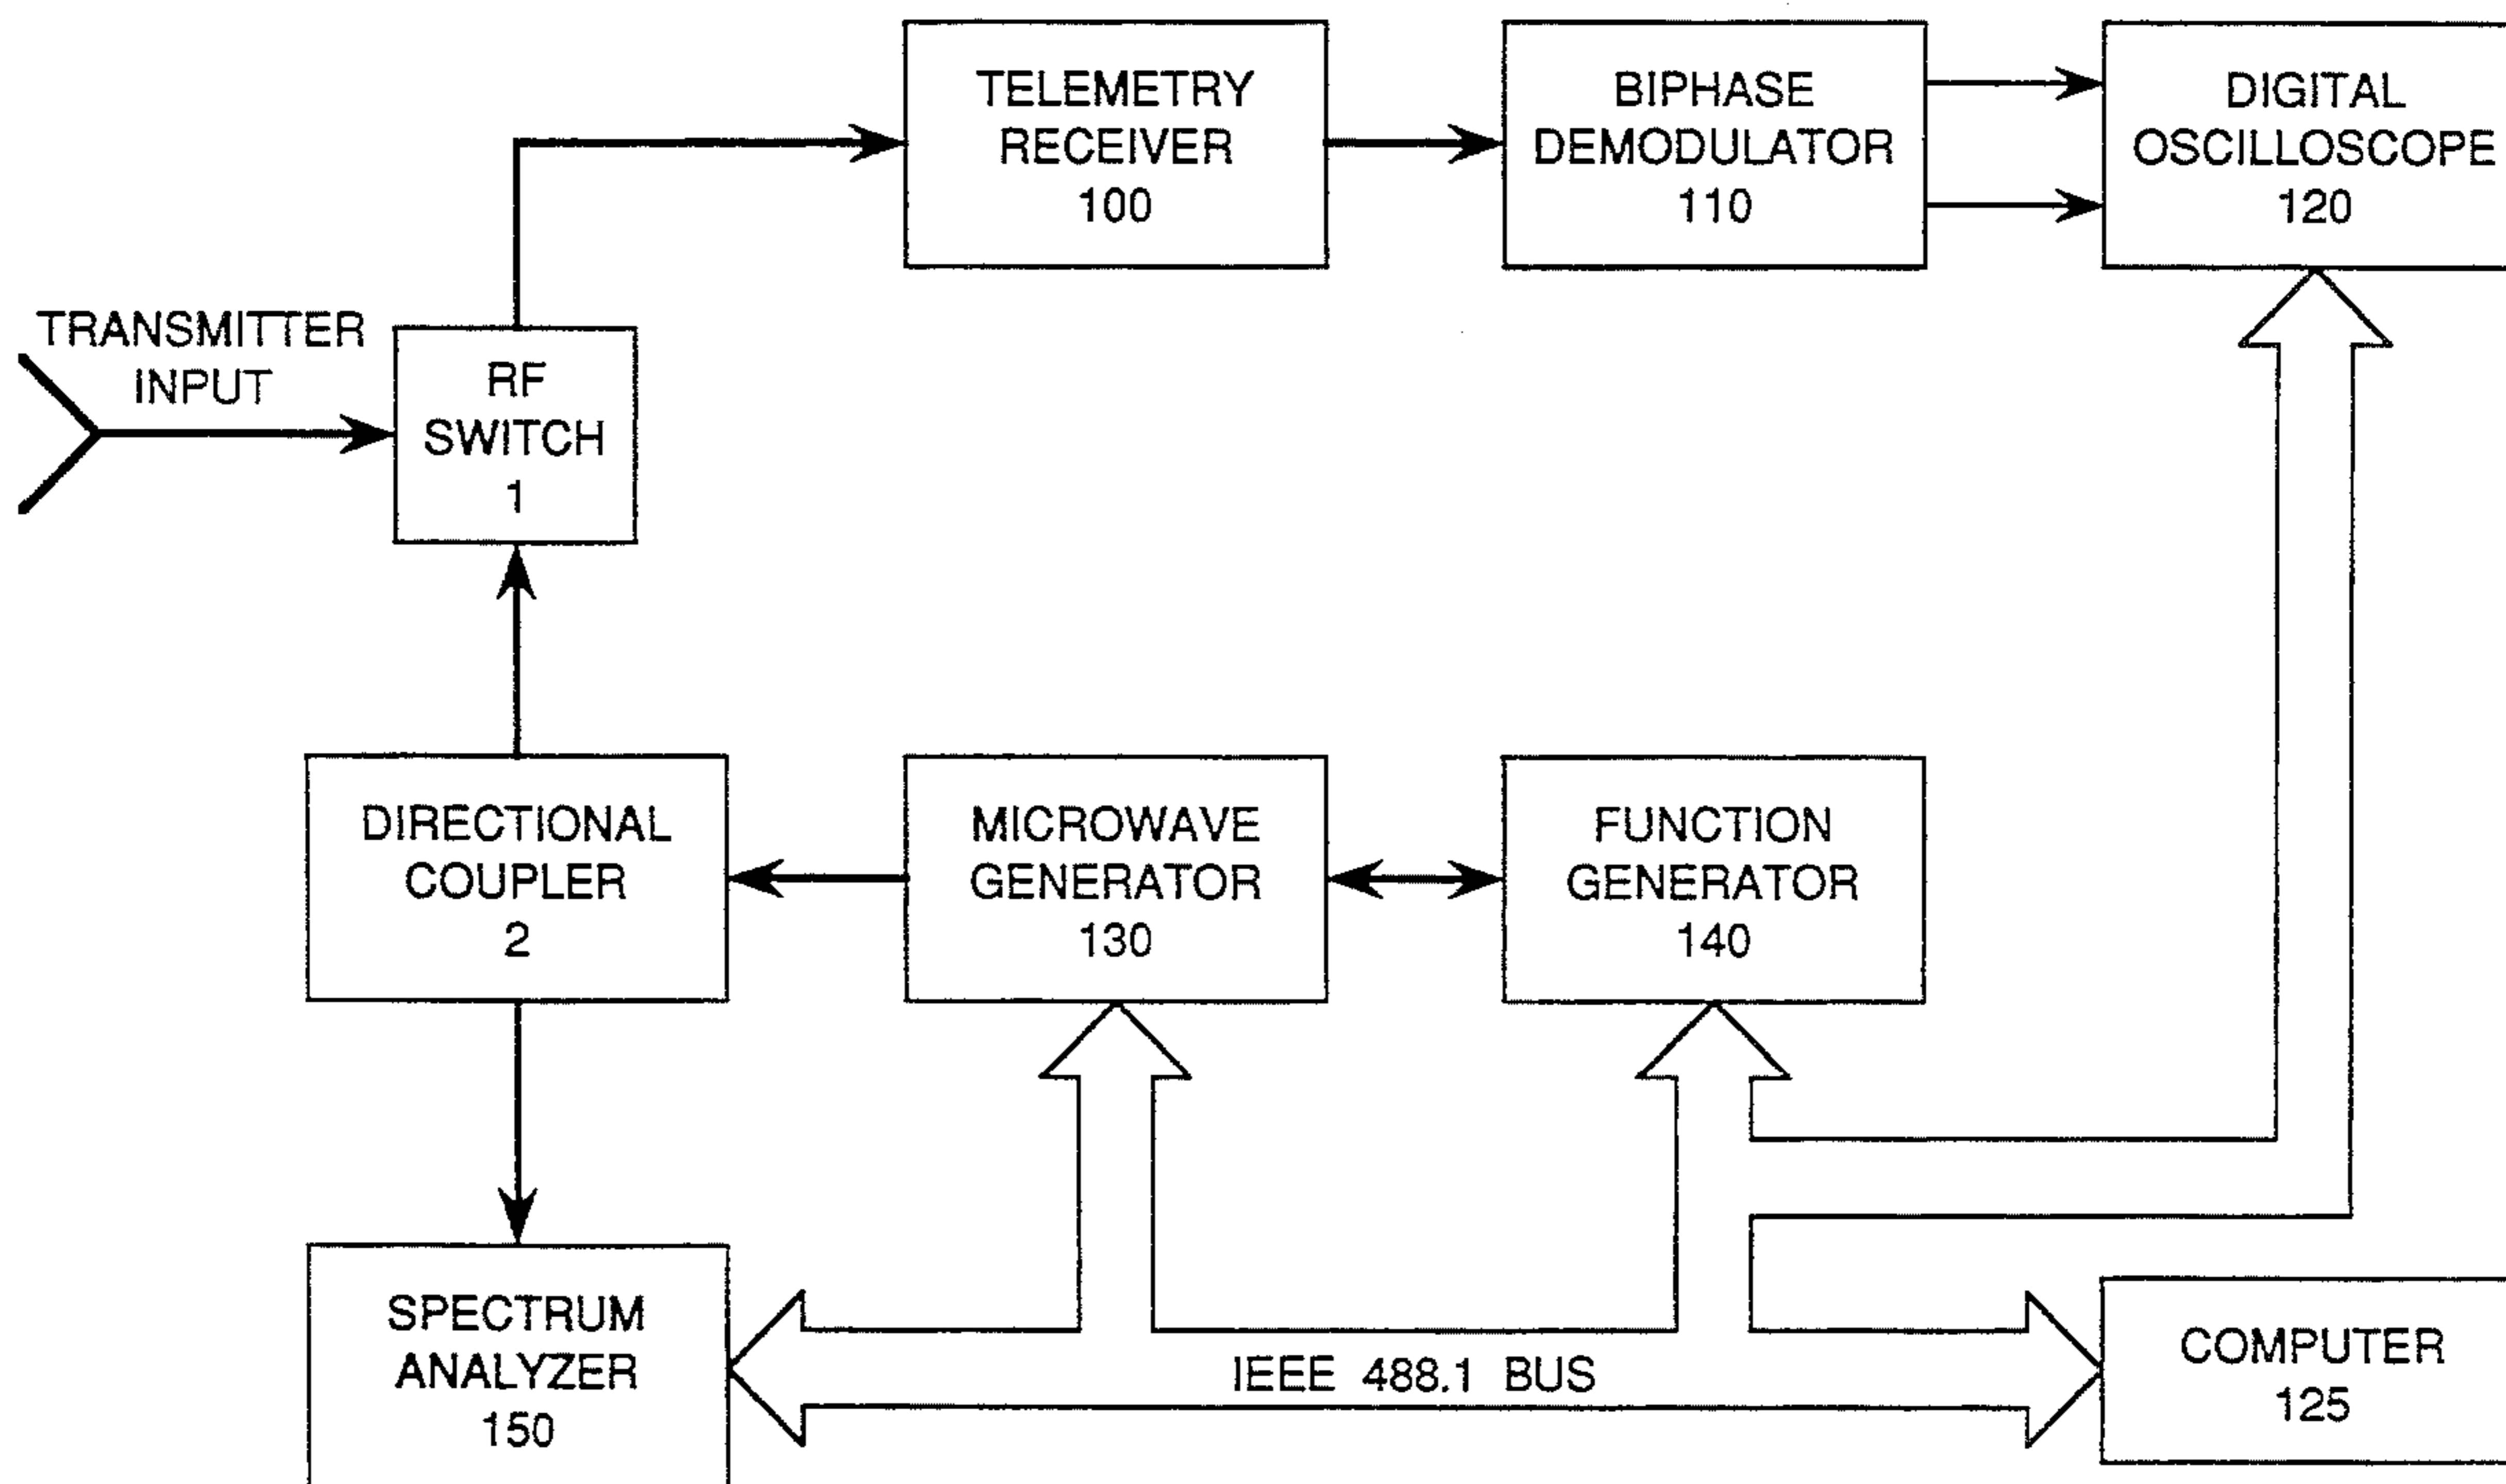 TELEMETRY
RECEIVER
100
BIPHASE
DEMODULATOR
110
DIGITAL
OSCILLOSCOPE
120
TRANSMITTER
INPUT
RF
SWITCH
1
DIRECTIONAL
COUPLER
2
MICROWAVE
GENERATOR
130
FUNCTION
GENERATOR
140
SPECTRUM
ANALYZER
150
IEEE 488.1 BUS
COMPUTER
125